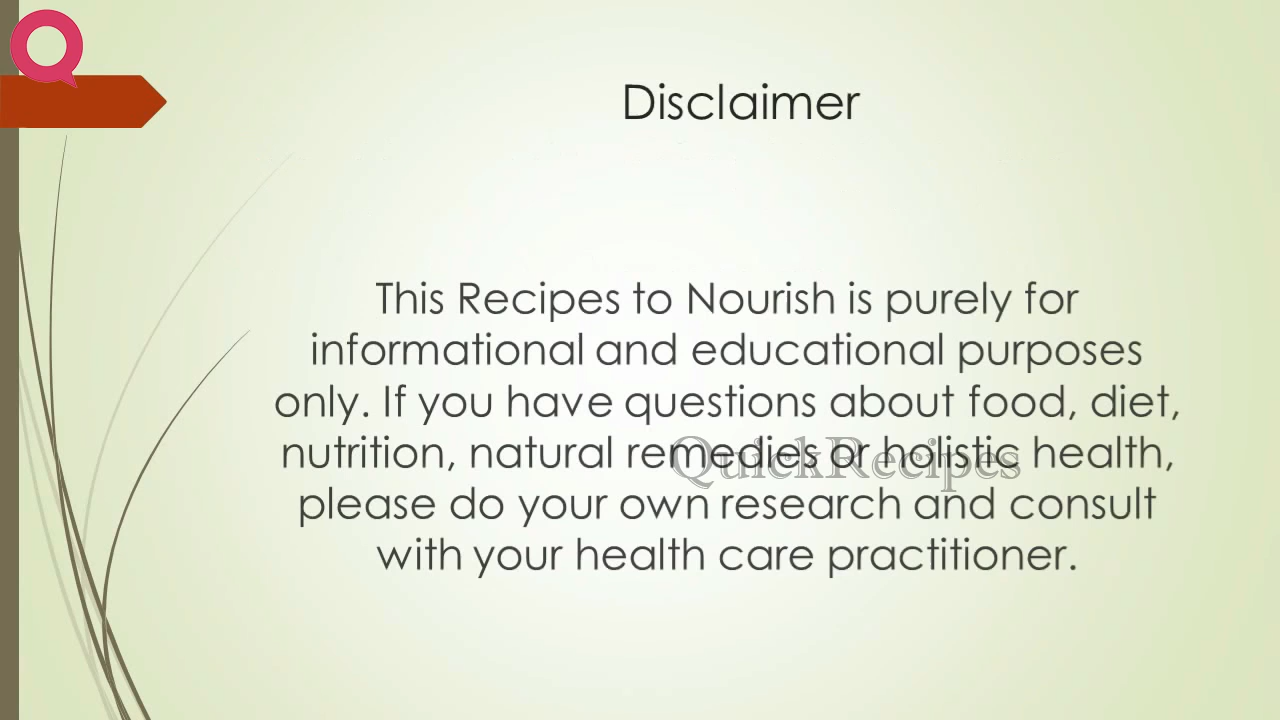 Disclaimer
This Recipes to Nourish is purely for
informational and educational purposes
only. If you have questions about food, diet,
nutrition, natural remedies or holistic health,
QuickRecipes
please do your own research and consult
with your health care practitioner.